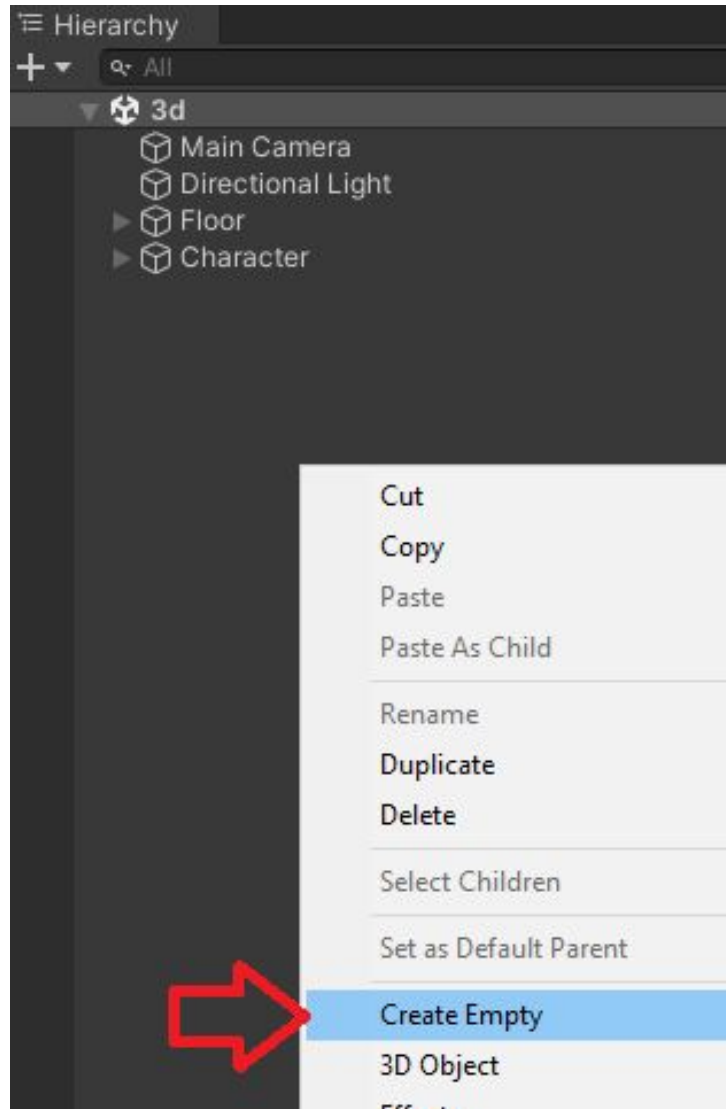 Hierarchy
All
3d
Main Camera
Directional Light
Floor
Character
Cut
Copy
Paste
Paste As Child
Rename
Duplicate
Delete
Select Children
Set as Default Parent
Create Empty
3D Object